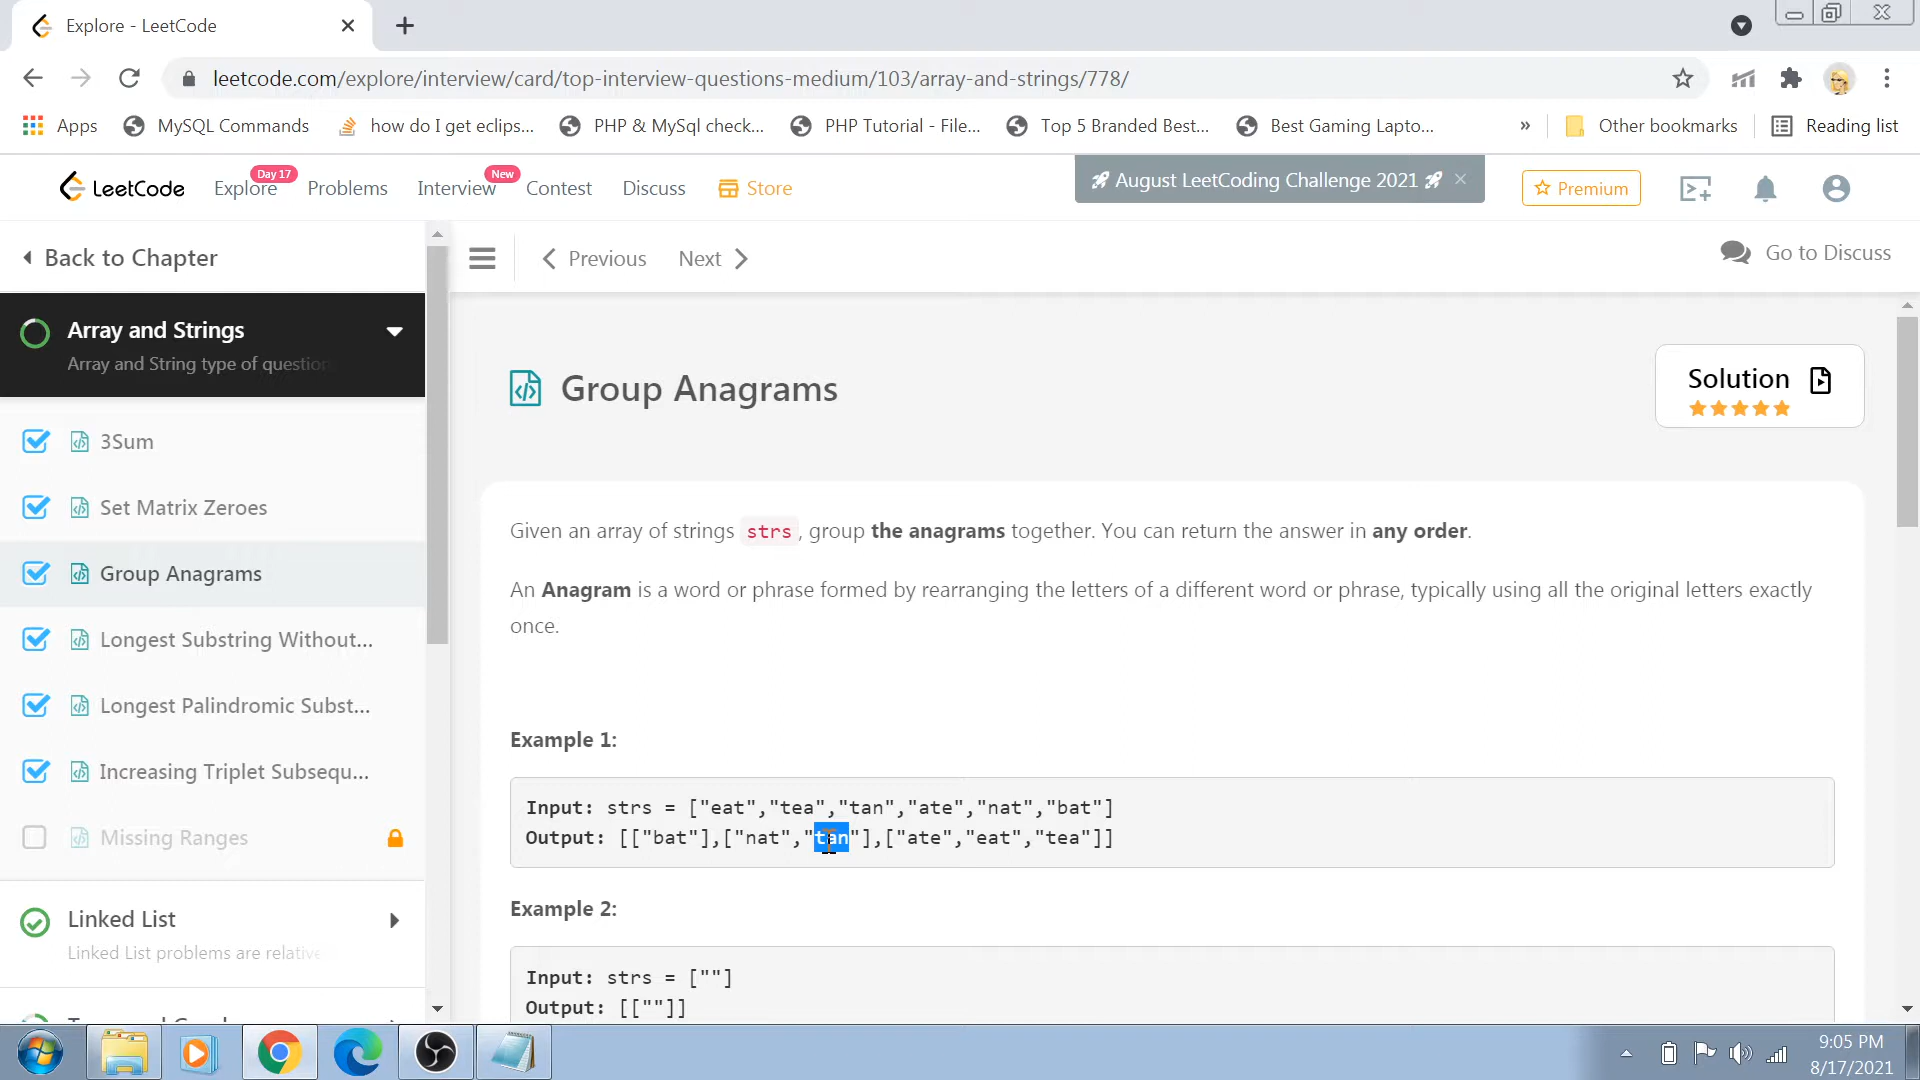 Explore - LeetCode
leetcode.com/explore/interview/card/top-interview-questions-medium/103/array-and-strings/778/
Apps
MySQL Commands
how do I get eclips...
PHP & MySql check...
PHP Tutorial - File...
Top 5 Branded Best...
Best Gaming Lapto...
»
Other bookmarks
Reading list
LeetCode
Explore
Day 17
Problems
Interview
New
Contest
Discuss
Store
August LeetCoding Challenge 2021
Premium
Back to Chapter
Previous
Next
Go to Discuss
Array and Strings
Array and String type of question
3Sum
Set Matrix Zeroes
Group Anagrams
Longest Substring Without...
Longest Palindromic Subst...
Increasing Triplet Subsequ...
Missing Ranges
Linked List
Linked List problems are relative
Group Anagrams
Solution
Given an array of strings strs, group the anagrams together. You can return the answer in any order.
An Anagram is a word or phrase formed by rearranging the letters of a different word or phrase, typically using all the original letters exactly
once.
Example 1:
Input: strs = ["eat","tea","tan","ate","nat","bat"]
Output: [["bat"],["nat","tan"],["ate","eat","tea"]]
Example 2:
Input: strs = [""]
Output: [[""]]
9:05 PM
8/17/2021